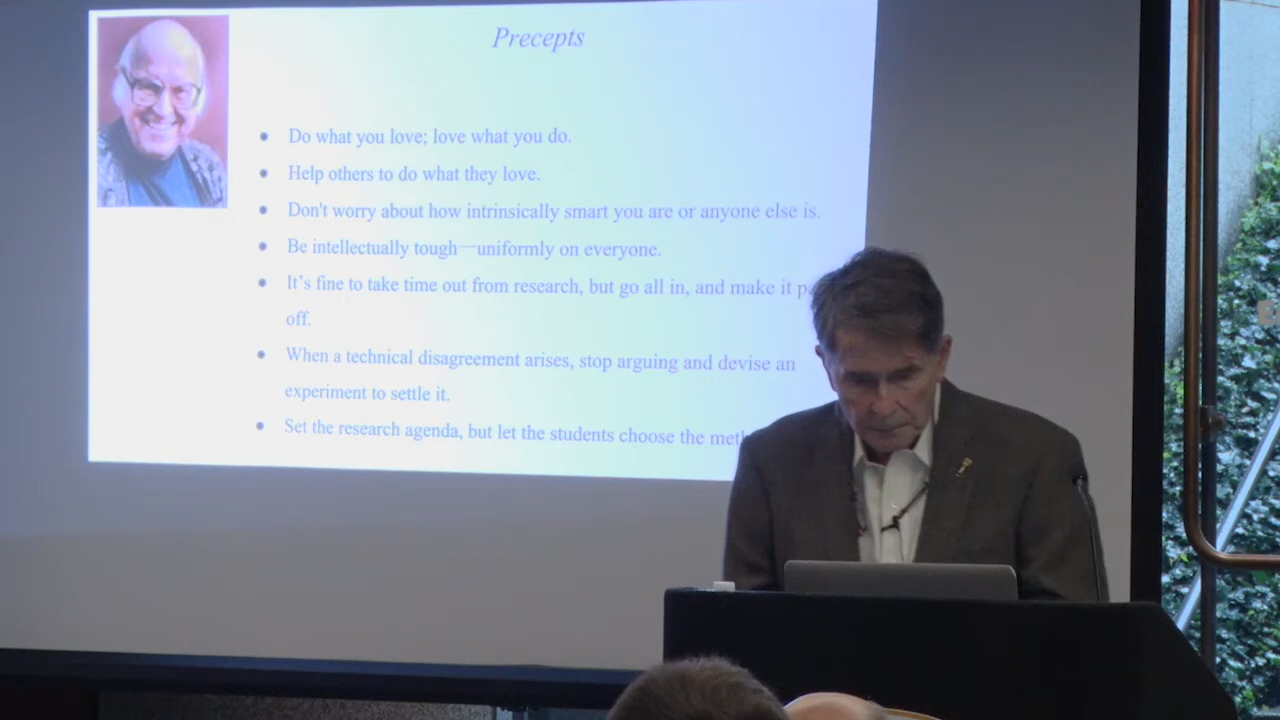 Precepts
Do what you love; love what you do.
Help others to do what they love.
Don't worry about how intrinsically smart you are or anyone else is.
Be intellectually tough—uniformly on everyone.
It's fine to take time out from research, but go all in, and make it
off.
When a technical disagreement arises, stop arguing and devise an
experiment to settle it.
Set the research agenda, but let the students choose the